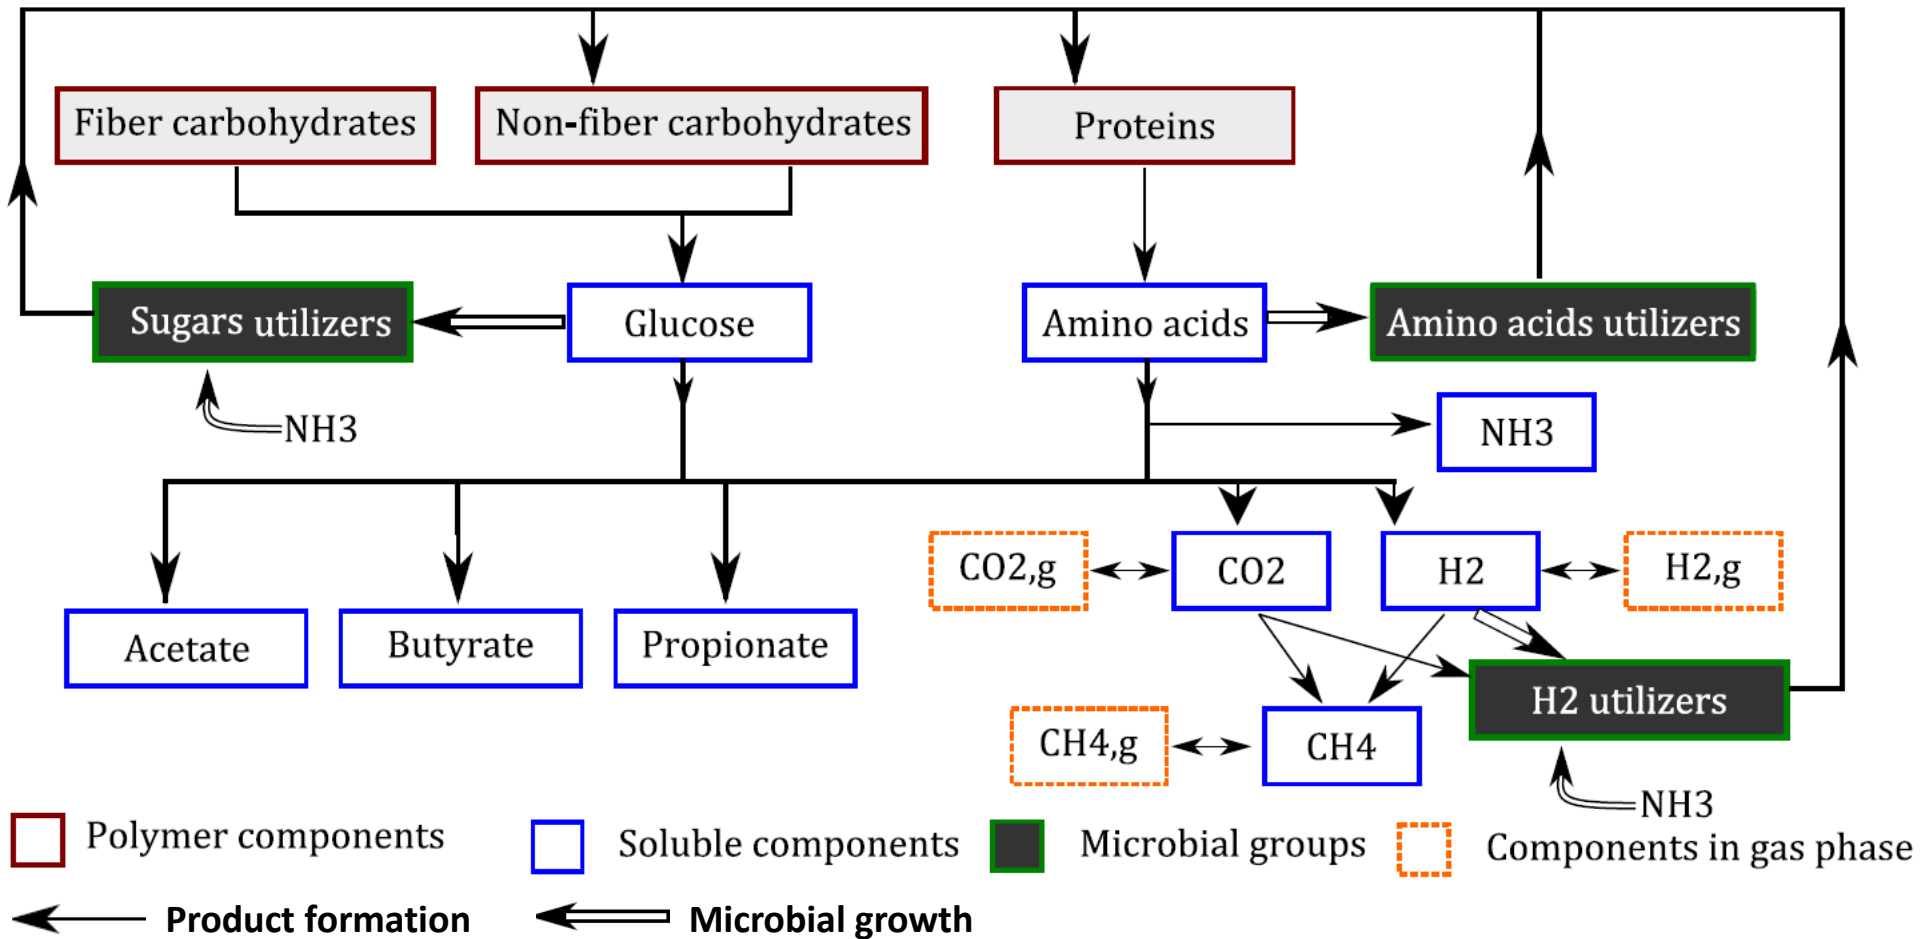 Fiber carbohydrates
Non-fiber carbohydrates
Proteins
Sugars utilizers
Glucose
Amino acids
Amino acids utilizers
NH3
NH3
CO2,g
CO2
H2
H2,g
Acetate
Butyrate
Propionate
H2 utilizers
CH4,g
CH4
NH3
Polymer components
Soluble components
Microbial groups
Components in gas phase
Product formation
Microbial growth